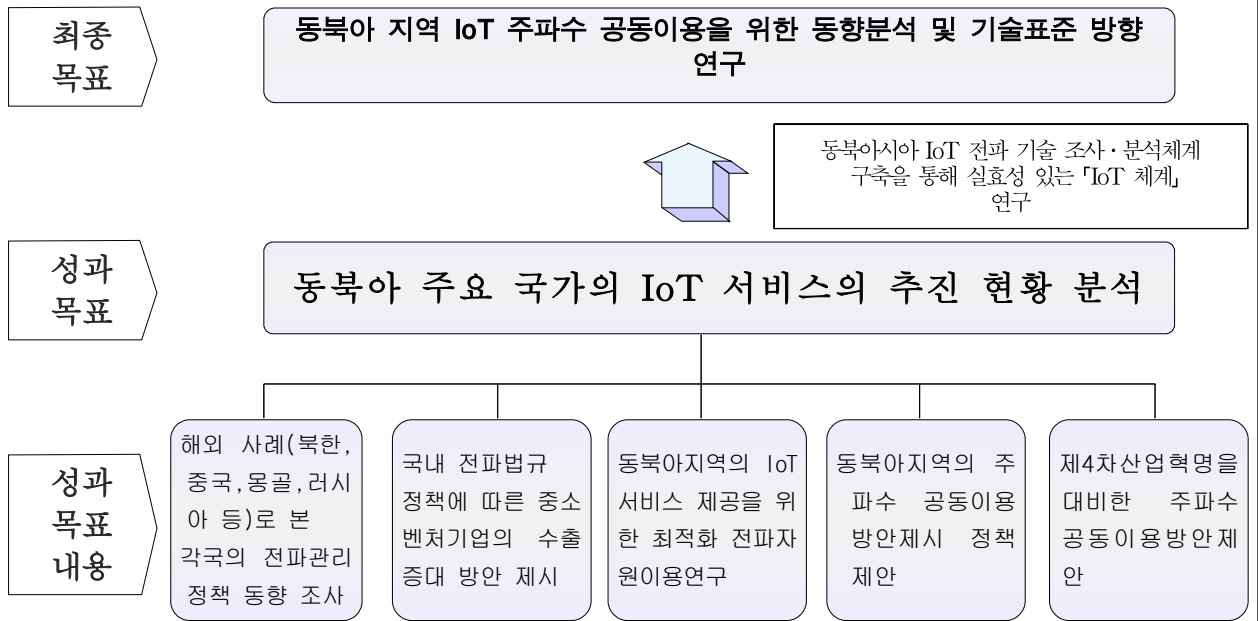 최종
목표
동북아 지역 IoT 주파수 공동이용을 위한 동향분석 및 기술표준 방향
연구
동북아시아 IoT 전파 기술 조사·분석체계
구축을 통해 실효성 있는 「IoT 체계」
연구
성과
목표
동북아 주요 국가의 IoT 서비스의 추진 현황 분석
성과
목표
내용
해외 사례(북한,
중국,몽골,러시
아 등)로 본
각국의 전파관리
정책 동향 조사
국내 전파법규
정책에 따른 중소
벤처기업의 수출
증대 방안 제시
동북아지역의 IoT
서비스 제공을 위
한 최적화 전파자
원이용연구
동북아지역의 주
파수 공동이용
방안제시 정책
제안
제4차산업혁명을
대비한 주파수
공동이용방안제
안